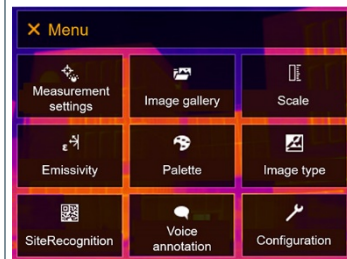 Menu
Measurement
settings
Image gallery
Scale
Emissivity
Palette
Image type
SiteRecognition
Voice
annotation
Configuration